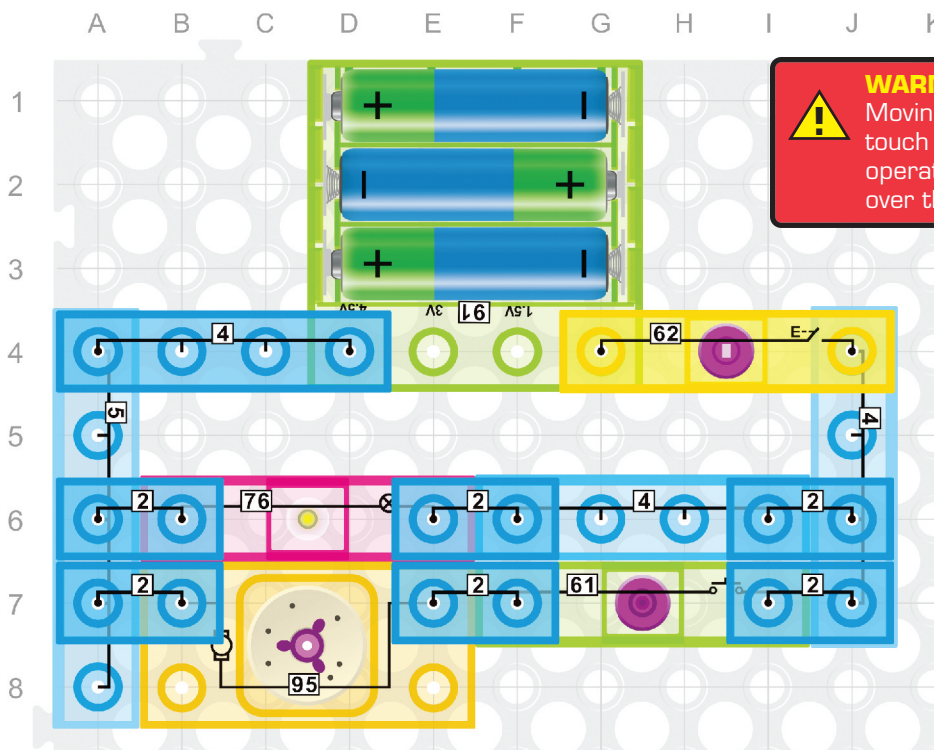 A B C D E F G H I J K
WARN
Movin
touch
operat
over th
1
+ -
2
- +
3
+ -
4.5V 3V 91 1.5V
4
4 62 E
5
5 4
6
2 76 2 4 2
7
2 2 61 2
8
95